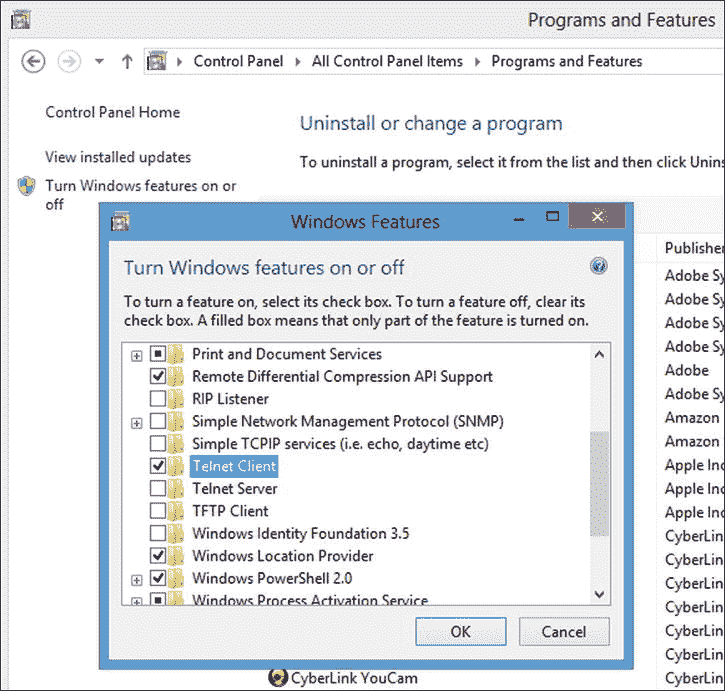 Programs and Features
Control Panel
All Control Panel Items
Programs and Features
Control Panel Home
View installed updates
Turn Windows features on or
off
Uninstall or change a program
To uninstall a program, select it from the list and then click Unins
Windows Features
Turn Windows features on or off
To turn a feature on, select its check box. To turn a feature off, clear its
check box. A filled box means that only part of the feature is turned on.
Print and Document Services
Remote Differential Compression API Support
RIP Listener
Simple Network Management Protocol (SNMP)
Simple TCPIP services (i.e. echo, daytime etc)
Telnet Client
Telnet Server
TFTP Client
Windows Identity Foundation 3.5
Windows Location Provider
Windows PowerShell 2.0
Windows Process Activation Service
OK
Cancel
Publisher
Adobe Sy
Adobe Sy
Adobe Sy
Adobe Sy
Adobe
Adobe Sy
Amazon
Amazon
Apple Inc
Apple Inc
Apple Inc
CyberLin
CyberLin
CyberLin
CyberLin
CyberLin
CyberLin
CyberLink YouCam
CyberLin